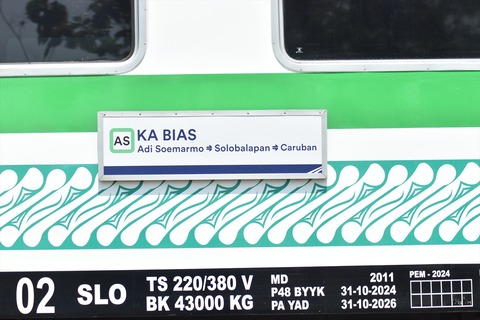 AS KA BIAS
Adi Soemarmo ⇄ Solobalapan ⇄ Caruban
02 SLO
TS 220/380 V
BK 43000 KG
MD 2011
P48 BYYK 31-10-2024
PA YAD 31-10-2026
PEM - 2024